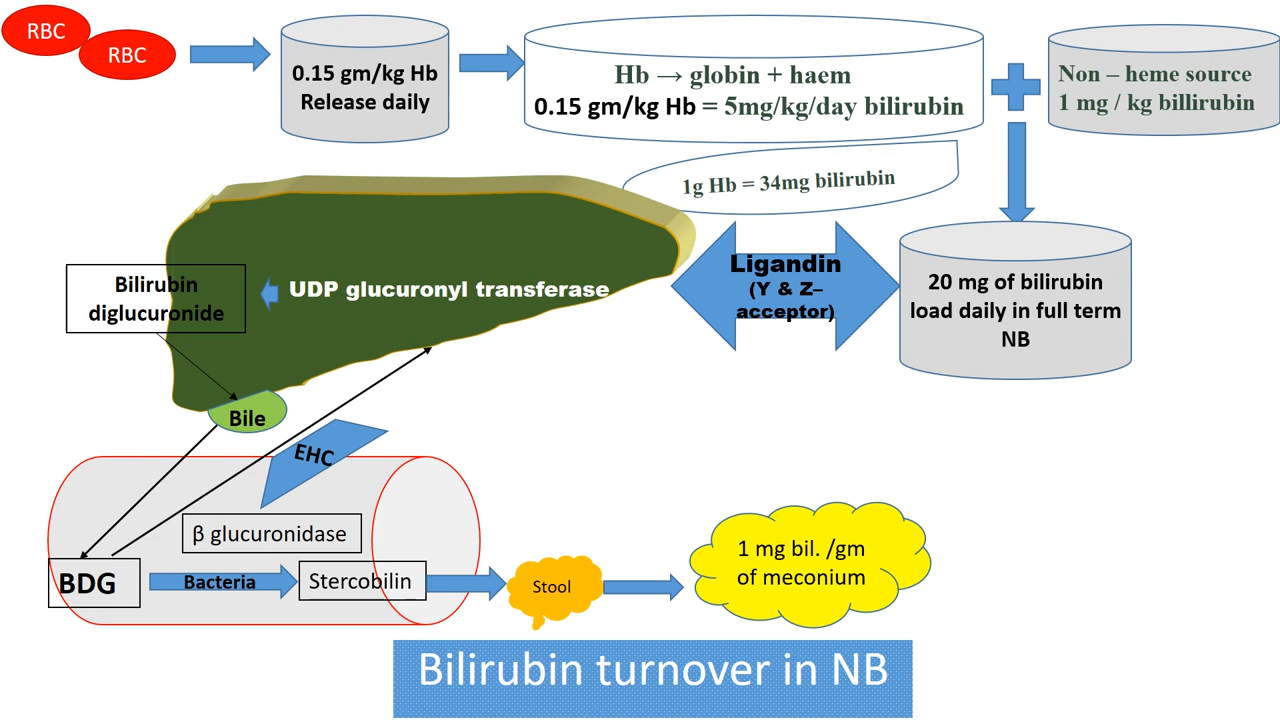 RBC
RBC
0.15 gm/kg Hb
Release daily
Hb → globin + haem
0.15 gm/kg Hb = 5mg/kg/day bilirubin
Non – heme source
1 mg / kg billirubin
1g Hb = 34mg bilirubin
Ligandin
(Y & Z–
acceptor)
20 mg of bilirubin
load daily in full term
NB
UDP glucuronyl transferase
Bilirubin
diglucuronide
Bile
EHC
β glucuronidase
BDG
Bacteria
Stercobilin
Stool
1 mg bil. /gm
of meconium
Bilirubin turnover in NB